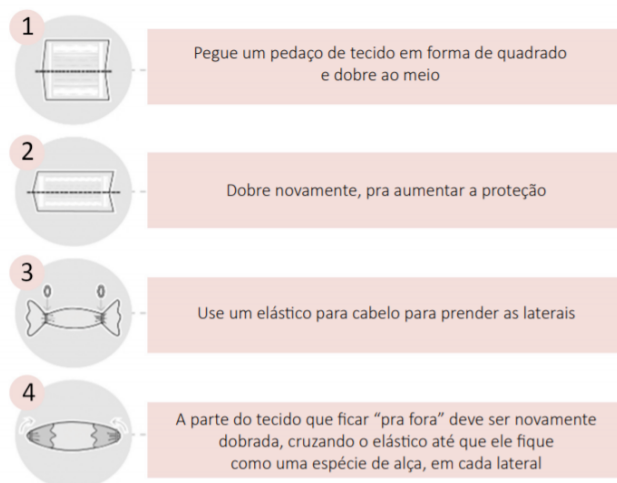 1
Pegue um pedaço de tecido em forma de quadrado
e dobre ao meio
2
Dobre novamente, pra aumentar a proteção
3
Use um elástico para cabelo para prender as laterais
4
A parte do tecido que ficar “pra fora” deve ser novamente
dobrada, cruzando o elástico até que ele fique
como uma espécie de alça, em cada lateral